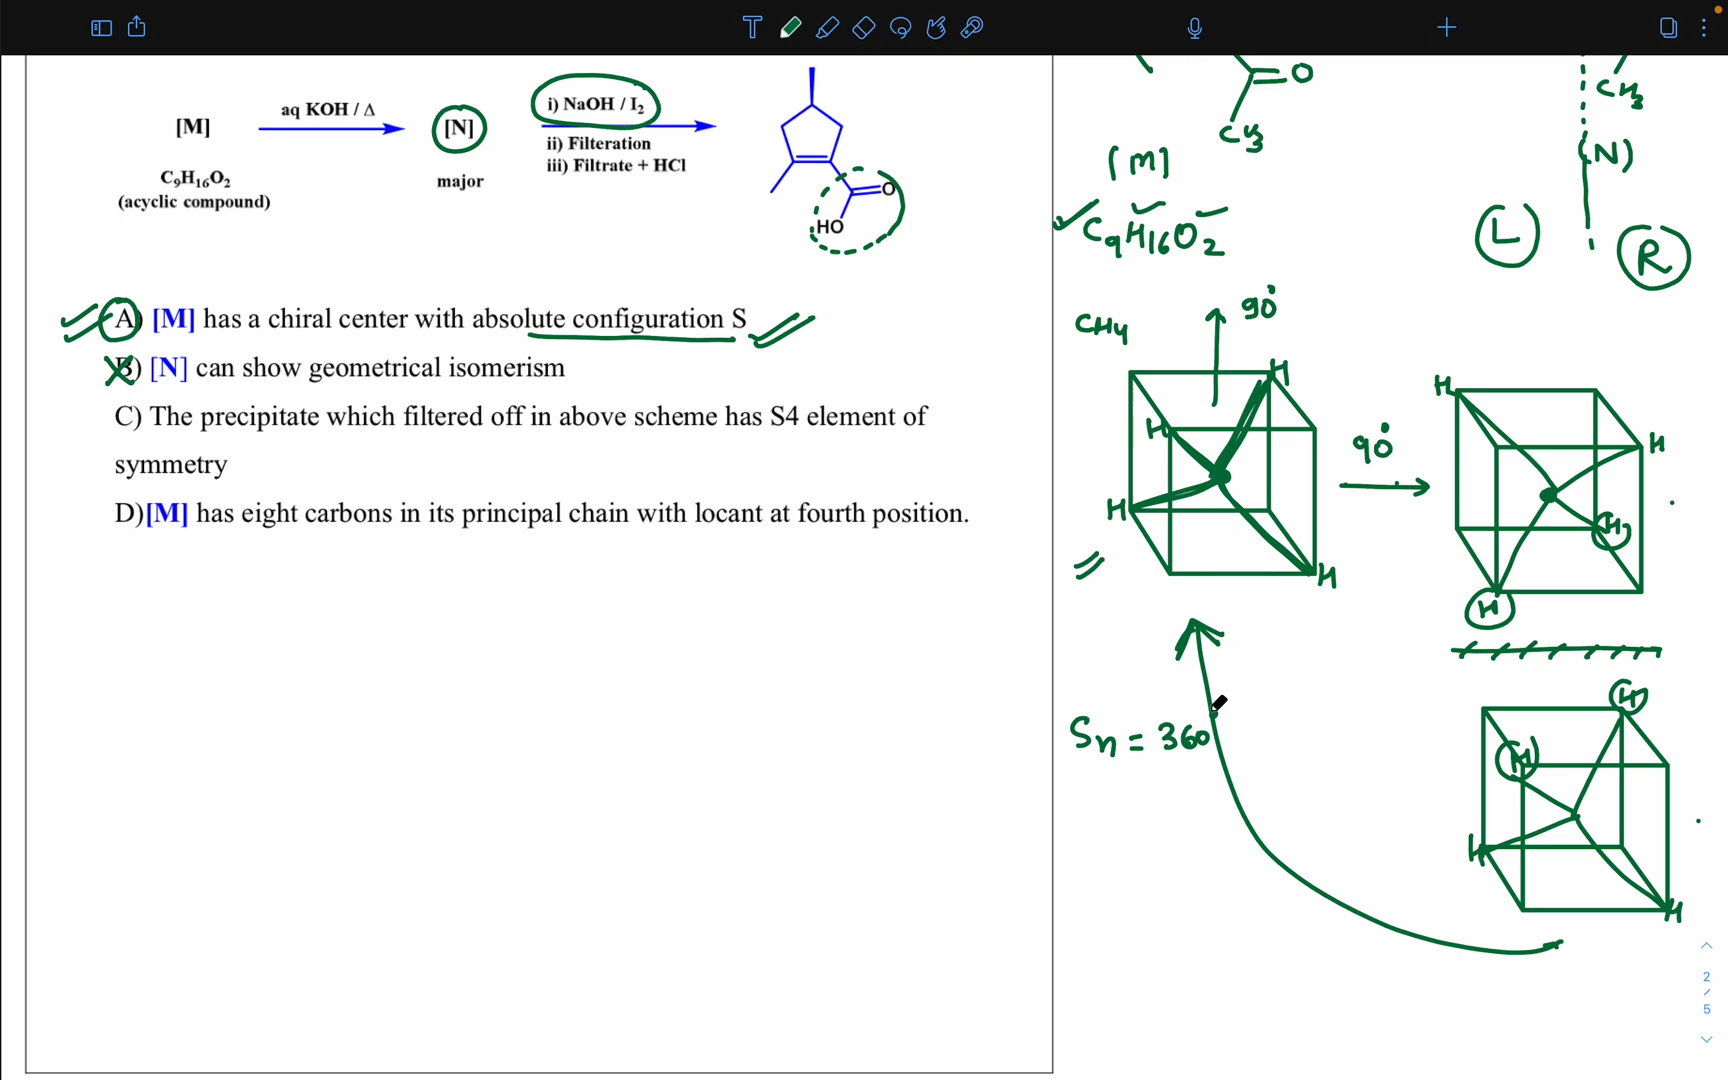 [M]
aq KOH / Δ
[N]
i) NaOH / I₂
ii) Filteration
iii) Filtrate + HCl
C₉H₁₆O₂
(acyclic compound)
major
O
HO
A) [M] has a chiral center with absolute configuration S
B) [N] can show geometrical isomerism
C) The precipitate which filtered off in above scheme has S4 element of
symmetry
D)[M] has eight carbons in its principal chain with locant at fourth position.
O
CH₃
CH₃
[M]
(N)
C₉H₁₆O₂
L
R
CH₄
90°
H
H
H
H
90°
H
H
H
H
Sn = 360
H
H
H
H
2
/
5